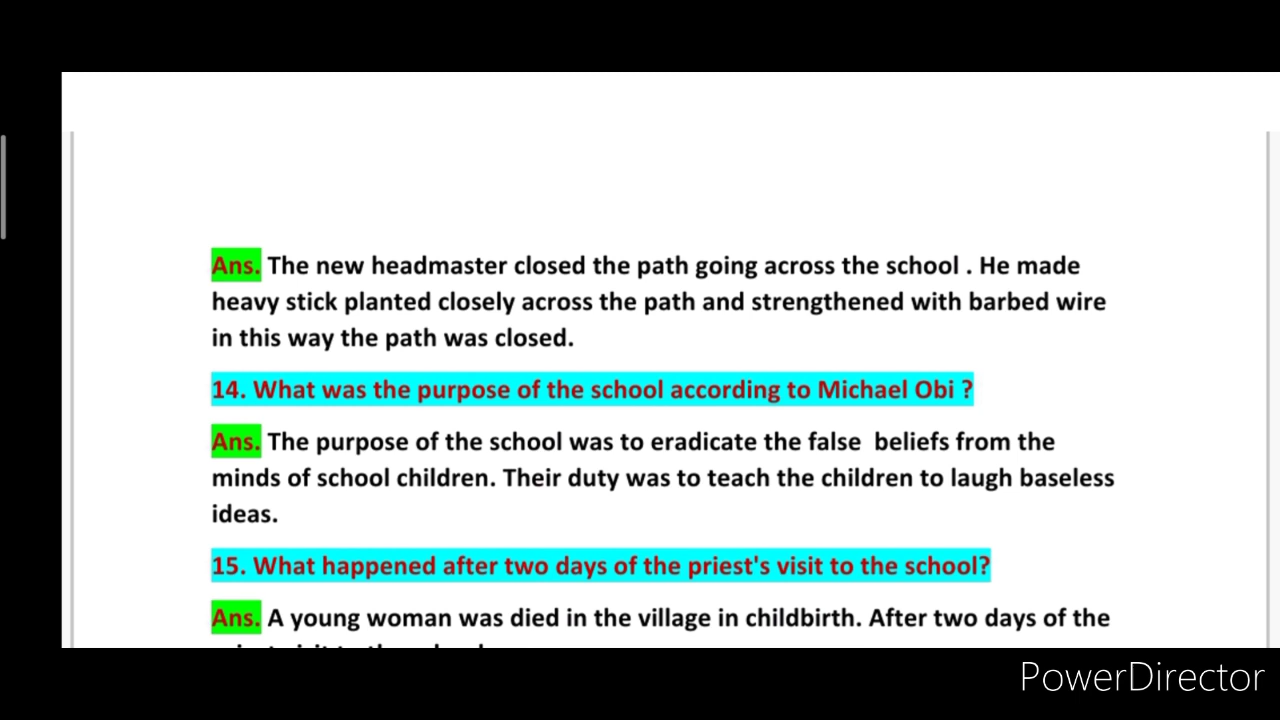 Ans. The new headmaster closed the path going across the school . He made
heavy stick planted closely across the path and strengthened with barbed wire
in this way the path was closed.
14. What was the purpose of the school according to Michael Obi ?
Ans. The purpose of the school was to eradicate the false  beliefs from the
minds of school children. Their duty was to teach the children to laugh baseless
ideas.
15. What happened after two days of the priest's visit to the school?
Ans. A young woman was died in the village in childbirth. After two days of the
PowerDirector